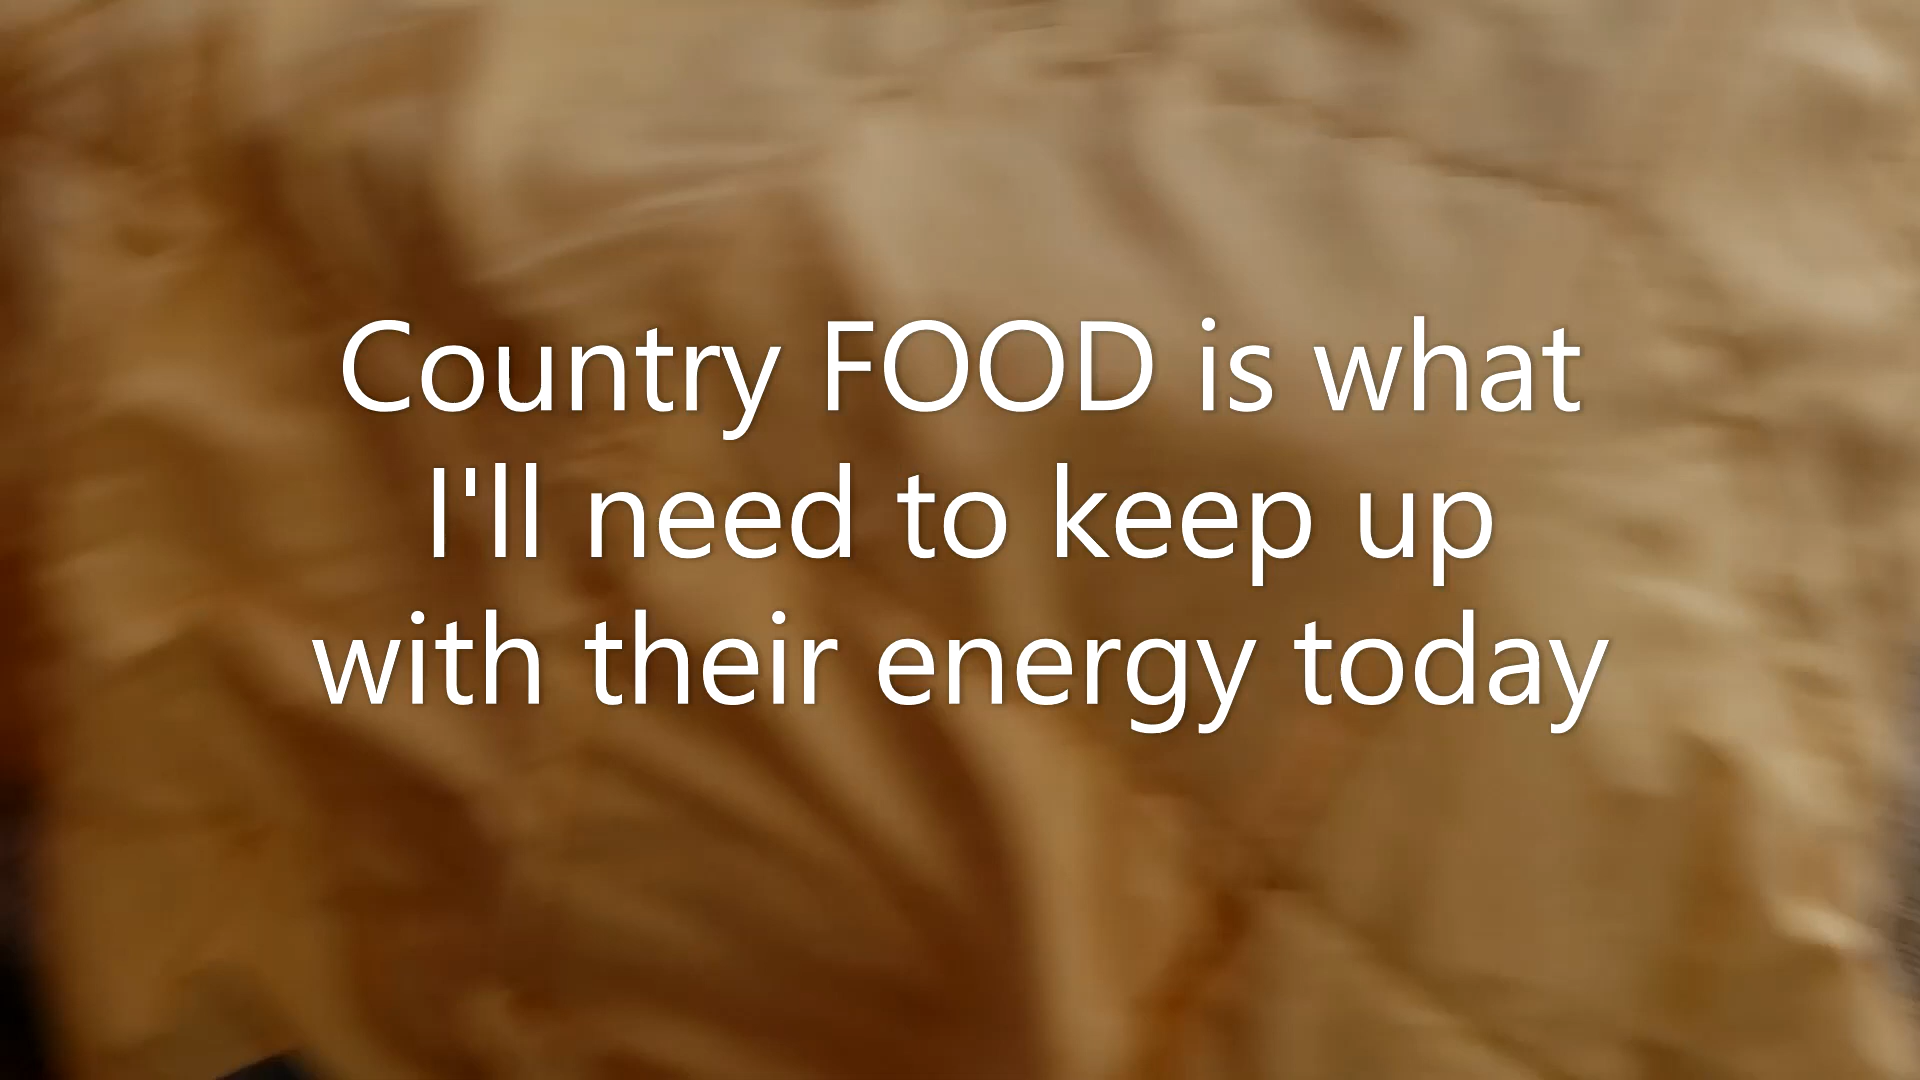 Country FOOD is what
I'll need to keep up
with their energy today